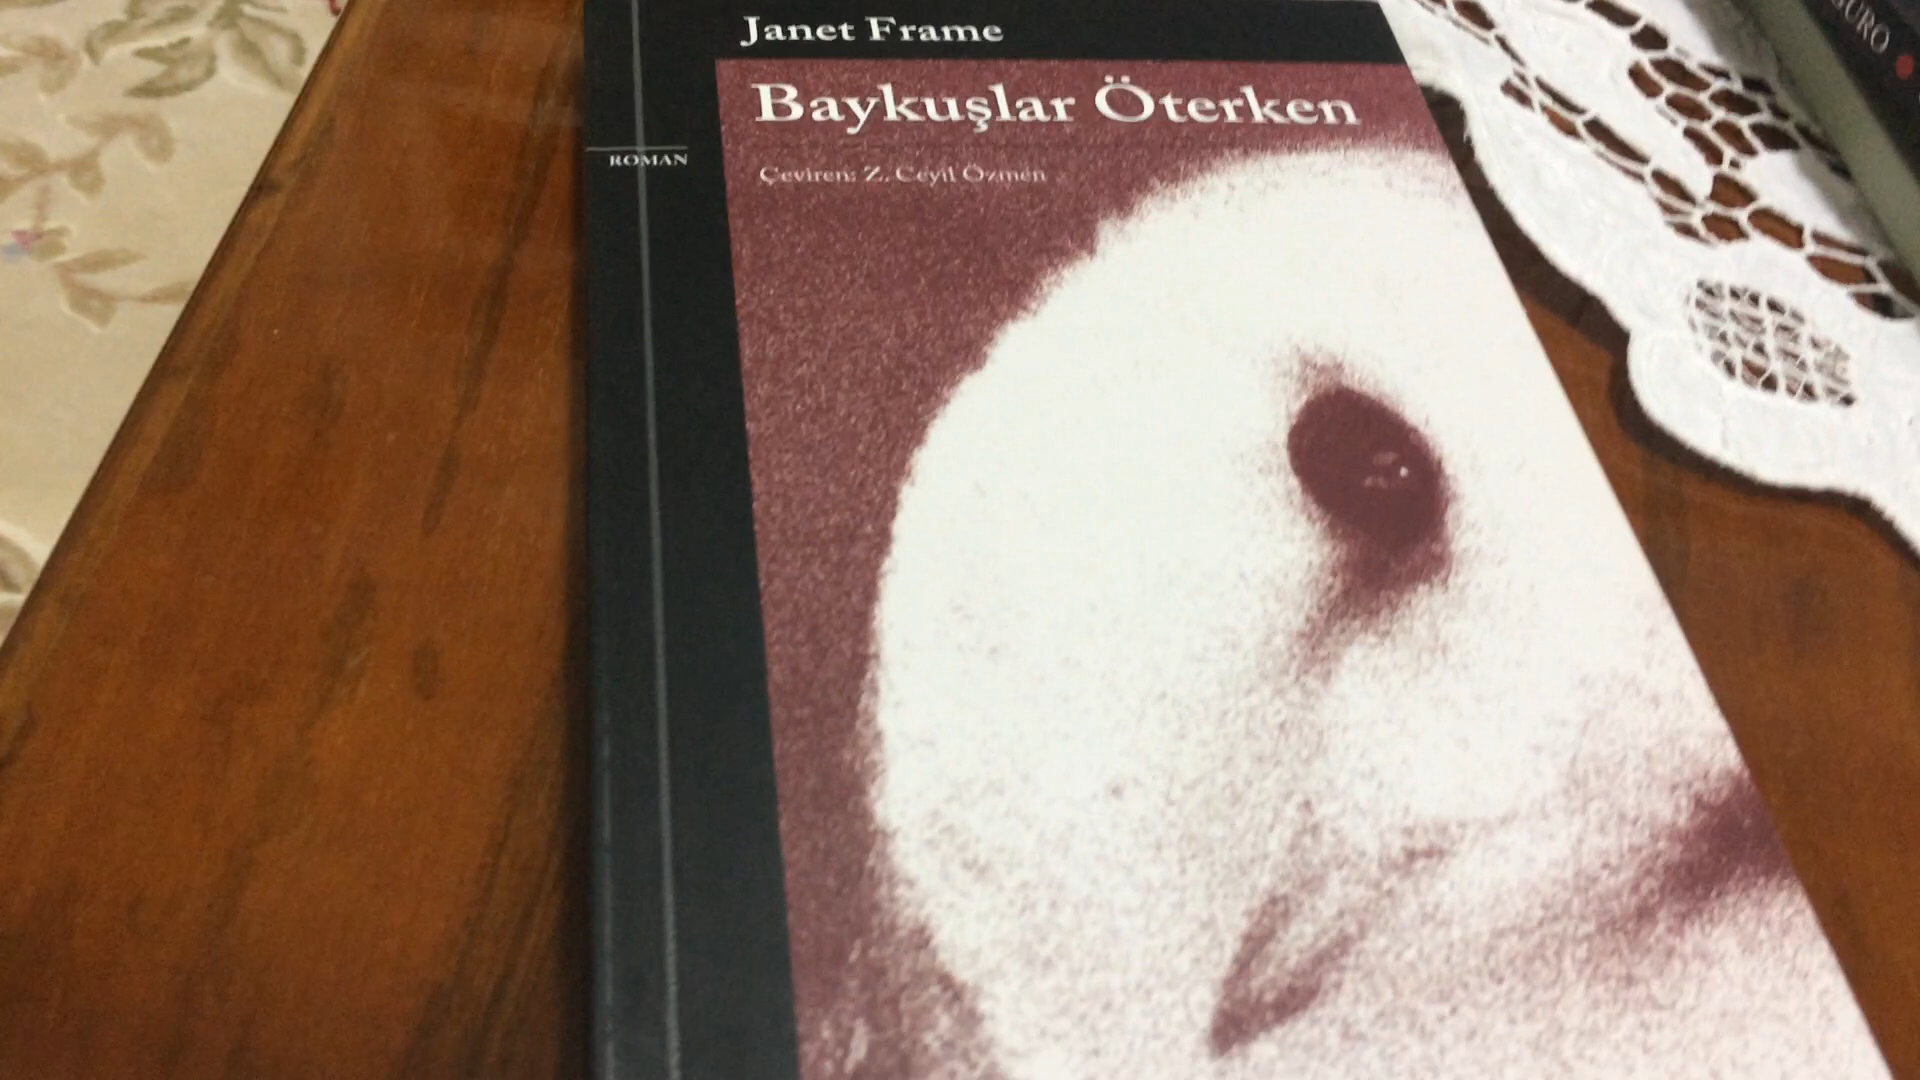 Janet Frame
Baykuşlar Öterken
ROMAN
Çeviren: Z. Ceyil Özmen